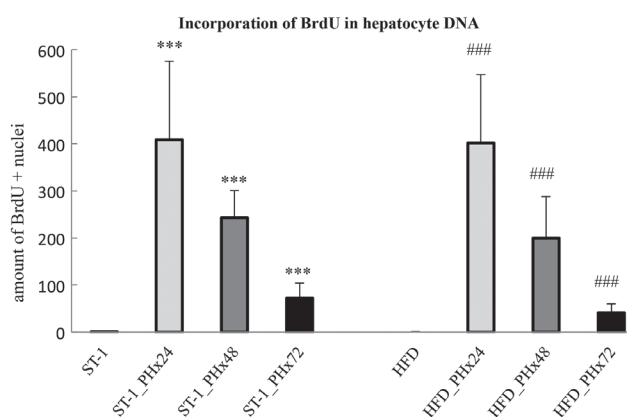 Incorporation of BrdU in hepatocyte DNA
amount of BrdU + nuclei
600
500
400
300
200
100
0
***
***
***
###
###
###
ST-1
ST-1_PHx24
ST-1_PHx48
ST-1_PHx72
HFD
HFD_PHx24
HFD_PHx48
HFD_PHx72